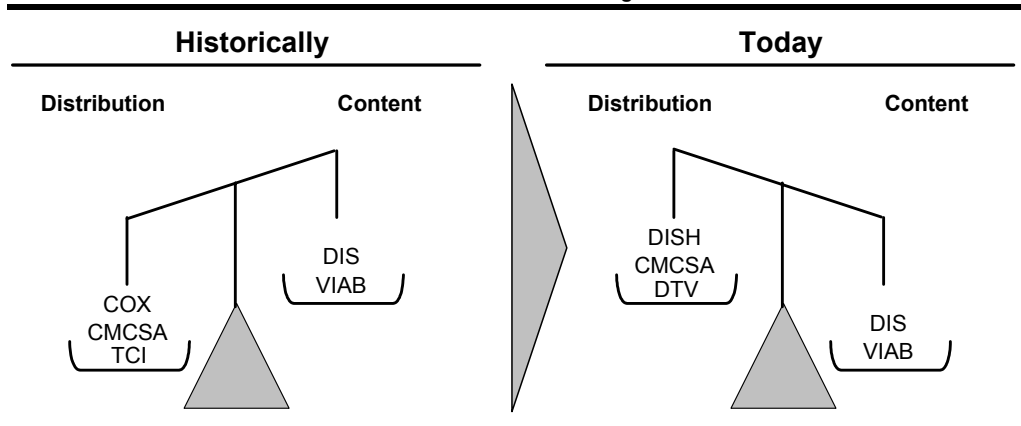 Historically
Distribution Content
COX
CMCSA
TCI
DIS
VIAB
Today
Distribution Content
DISH
CMCSA
DTV
DIS
VIAB